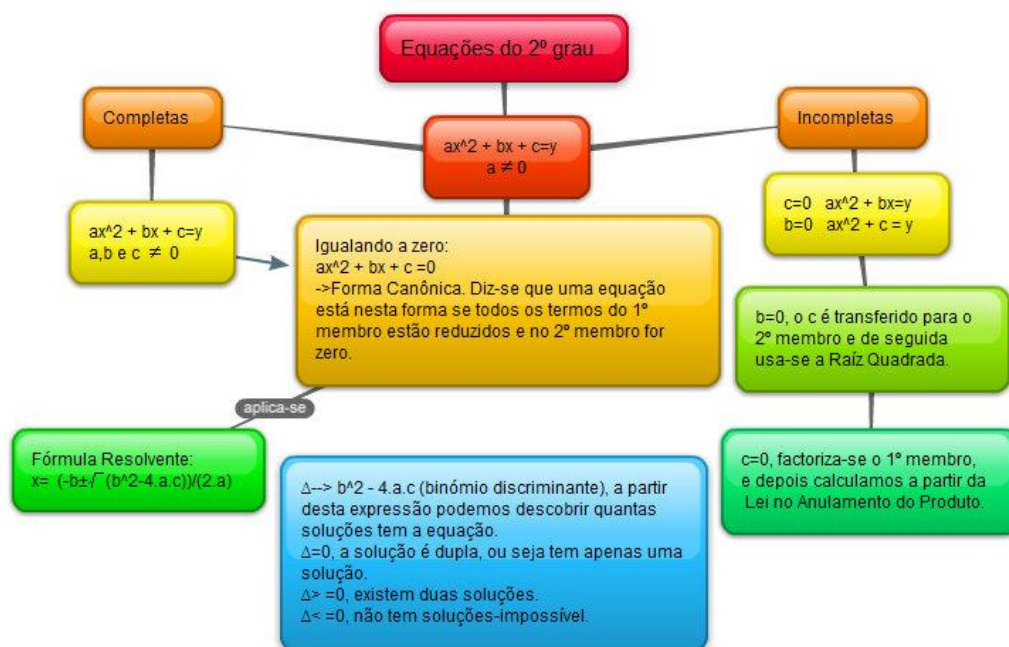 Equações do 2º grau
Completas
ax^2 + bx + c=y
a ≠ 0
Incompletas
ax^2 + bx + c=y
a,b e c ≠ 0
c=0 ax^2 + bx=y
b=0 ax^2 + c = y
Igualando a zero:
ax^2 + bx + c =0
->Forma Canônica. Diz-se que uma equação
está nesta forma se todos os termos do 1º
membro estão reduzidos e no 2º membro for
zero.
b=0, o c é transferido para o
2º membro e de seguida
usa-se a Raíz Quadrada.
aplica-se
Fórmula Resolvente:
x= (-b±√ (b^2-4.a.c))/(2.a)
c=0, factoriza-se o 1º membro,
e depois calculamos a partir da
Lei no Anulamento do Produto.
Δ--> b^2 - 4.a.c (binómio discriminante), a partir
desta expressão podemos descobrir quantas
soluções tem a equação.
Δ=0, a solução é dupla, ou seja tem apenas uma
solução.
Δ> =0, existem duas soluções.
Δ< =0, não tem soluções-impossível.